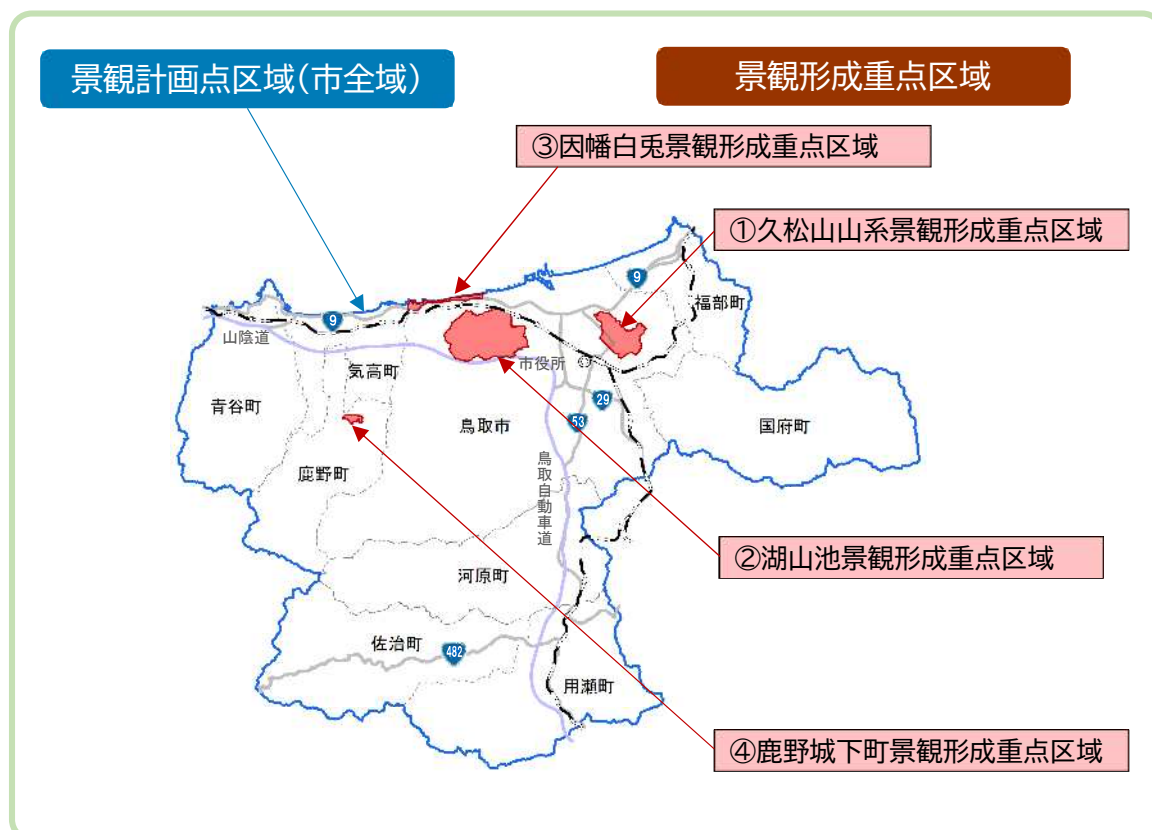 景観計画点区域（市全域）
景観形成重点区域
③因幡白兎景観形成重点区域
①久松山山系景観形成重点区域
9
福部町
9
山陰道
市役所
気高町
青谷町
29
鳥取市
53
国府町
鹿野町
鳥取自動車道
②湖山池景観形成重点区域
河原町
佐治町
482
用瀬町
④鹿野城下町景観形成重点区域